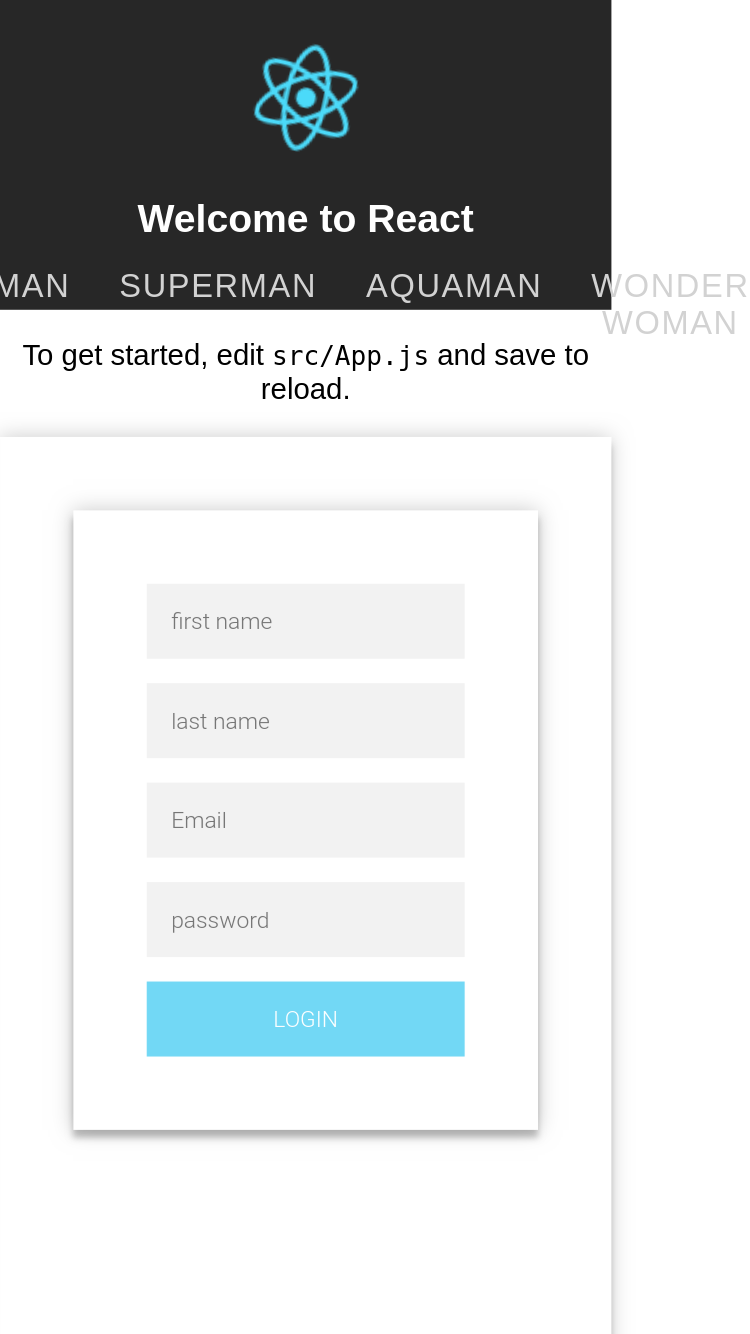 Welcome to React
MAN SUPERMAN AQUAMAN WONDER
WOMAN
To get started, edit src/App.js and save to
reload.
first name
last name
Email
password
LOGIN